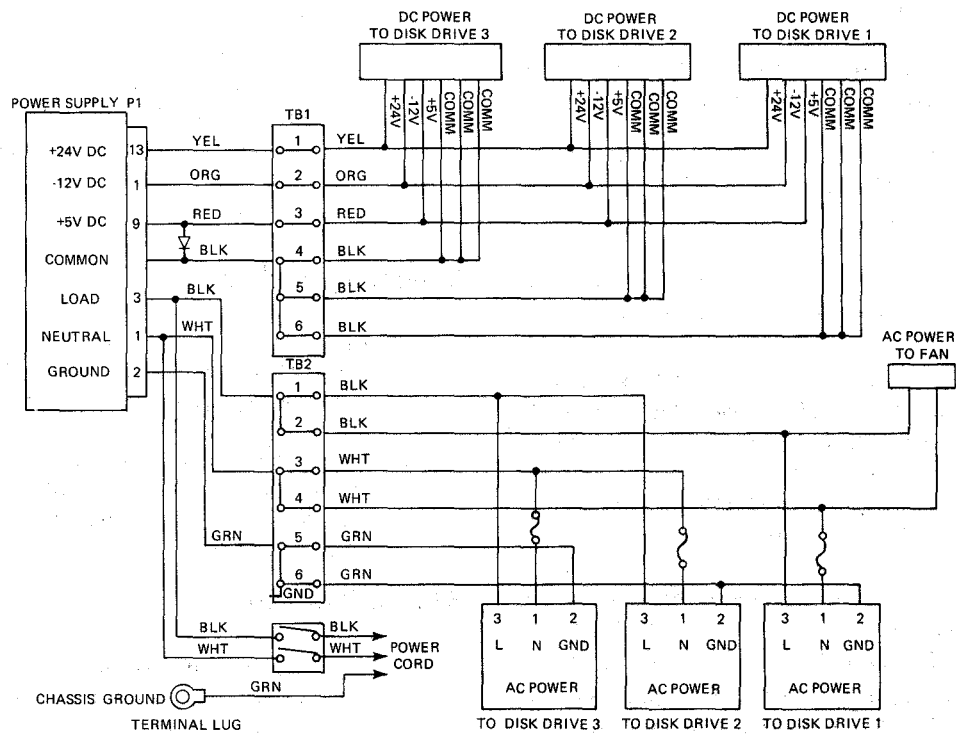 DC POWER
TO DISK DRIVE 3
DC POWER
TO DISK DRIVE 2
DC POWER
TO DISK DRIVE 1
+24V
-12V
+5V
COMM
COMM
COMM
+24V
-12V
+5V
COMM
COMM
COMM
+24V
-12V
+5V
COMM
COMM
COMM
POWER SUPPLY P1
TB1
+24V DC 13 YEL 1 YEL
-12V DC 1 ORG 2 ORG
+5V DC 9 RED 3 RED
COMMON BLK 4 BLK
5 BLK
LOAD 3 BLK
NEUTRAL 1 WHT 6 BLK
GROUND 2
AC POWER
TO FAN
TB2
1 BLK
2 BLK
3 WHT
4 WHT
GRN 5 GRN
6 GRN
GND
BLK BLK
WHT WHT
POWER
CORD
GRN
CHASSIS GROUND
TERMINAL LUG
3 1 2
L N GND
AC POWER
TO DISK DRIVE 3
3 1 2
L N GND
AC POWER
TO DISK DRIVE 2
3 1 2
L N GND
AC POWER
TO DISK DRIVE 1